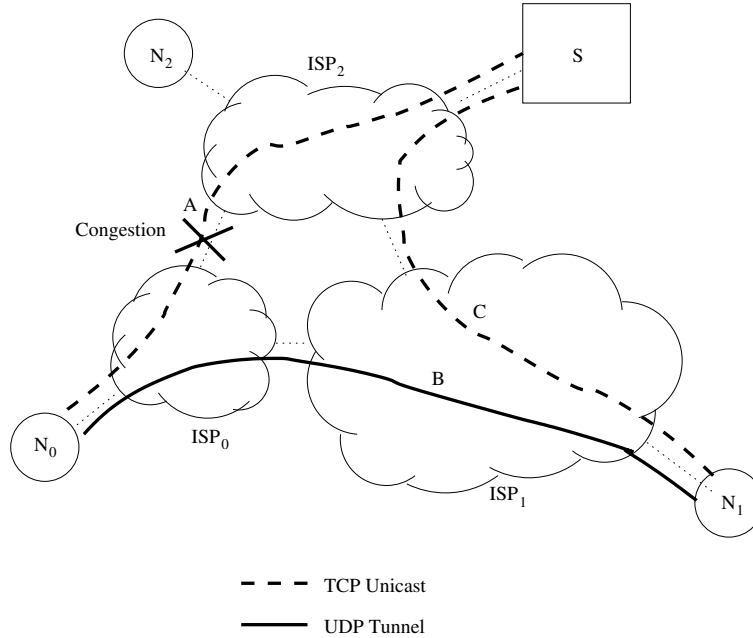 N2
ISP2
S
A
Congestion
C
B
N0
ISP0
ISP1
N1
TCP Unicast
UDP Tunnel